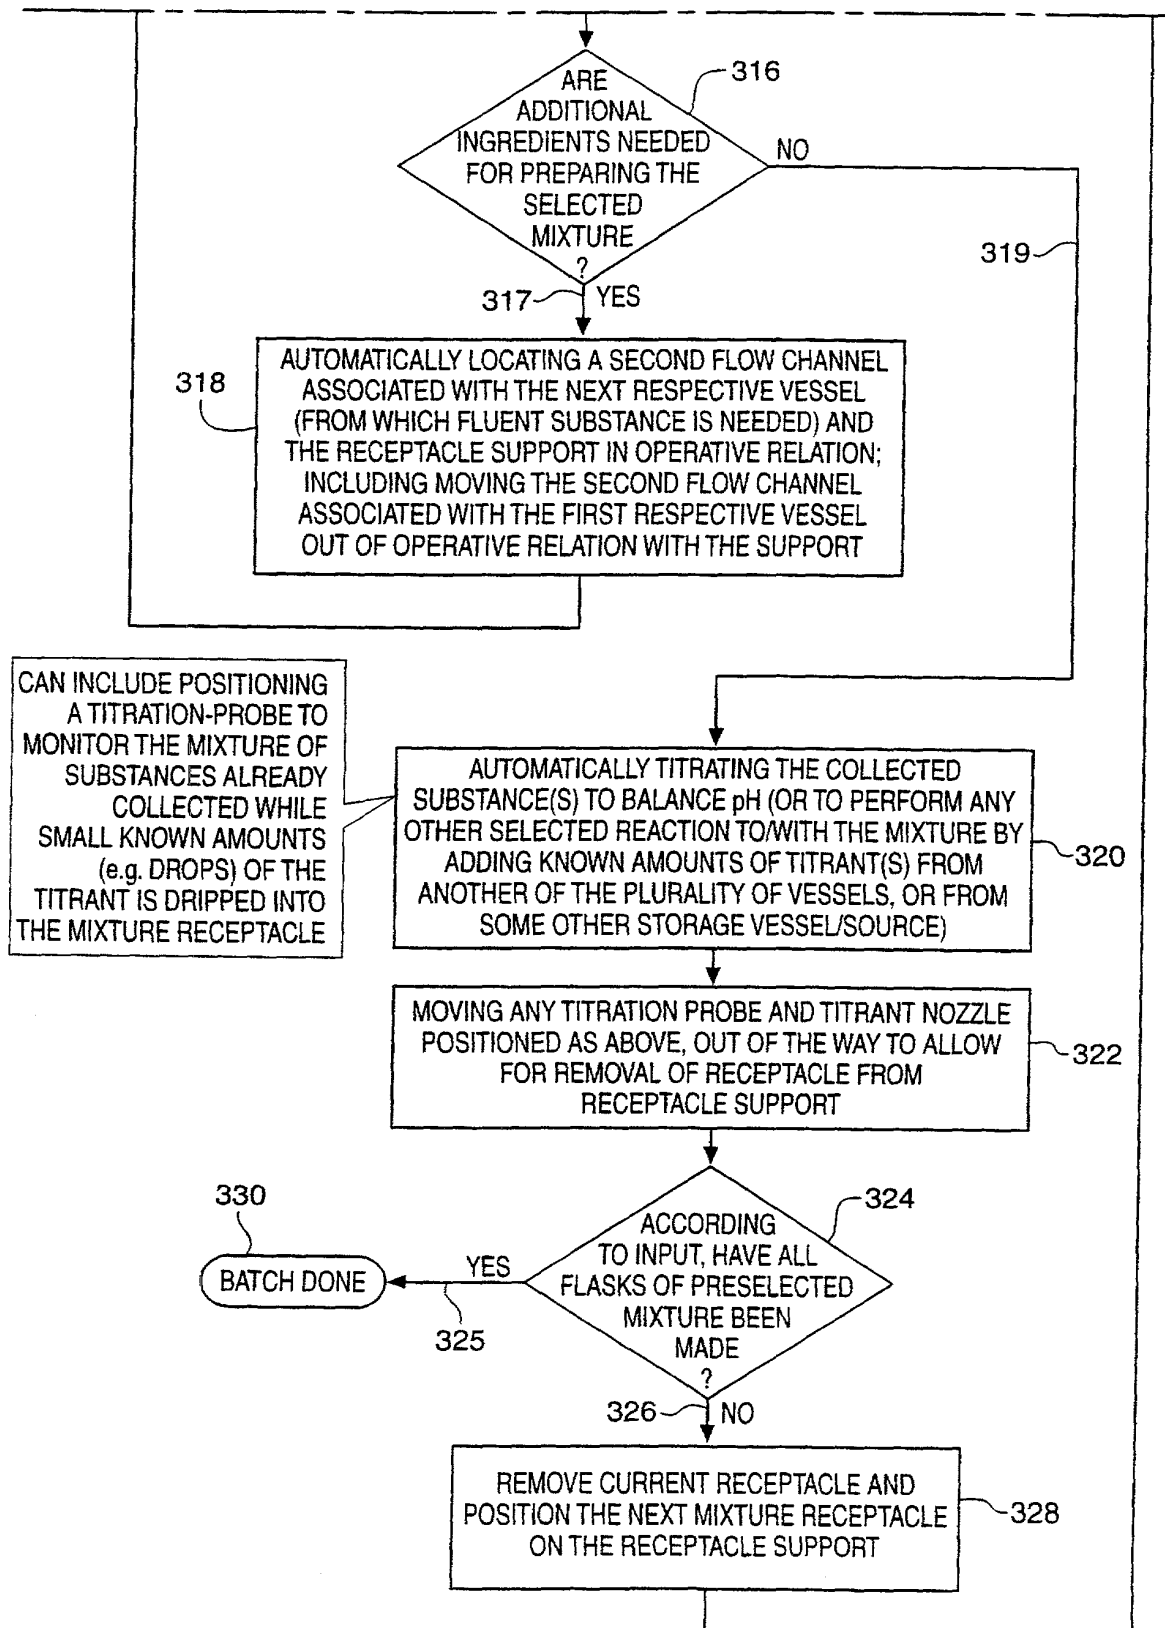 ARE
ADDITIONAL
INGREDIENTS NEEDED
FOR PREPARING THE
SELECTED
MIXTURE
?
316
NO
319
317
YES
318
AUTOMATICALLY LOCATING A SECOND FLOW CHANNEL
ASSOCIATED WITH THE NEXT RESPECTIVE VESSEL
(FROM WHICH FLUENT SUBSTANCE IS NEEDED) AND
THE RECEPTACLE SUPPORT IN OPERATIVE RELATION;
INCLUDING MOVING THE SECOND FLOW CHANNEL
ASSOCIATED WITH THE FIRST RESPECTIVE VESSEL
OUT OF OPERATIVE RELATION WITH THE SUPPORT
CAN INCLUDE POSITIONING
A TITRATION-PROBE TO
MONITOR THE MIXTURE OF
SUBSTANCES ALREADY
COLLECTED WHILE
SMALL KNOWN AMOUNTS
(e.g. DROPS) OF THE
TITRANT IS DRIPPED INTO
THE MIXTURE RECEPTACLE
AUTOMATICALLY TITRATING THE COLLECTED
SUBSTANCE(S) TO BALANCE pH (OR TO PERFORM ANY
OTHER SELECTED REACTION TO/WITH THE MIXTURE BY
ADDING KNOWN AMOUNTS OF TITRANT(S) FROM
ANOTHER OF THE PLURALITY OF VESSELS, OR FROM
SOME OTHER STORAGE VESSEL/SOURCE)
320
MOVING ANY TITRATION PROBE AND TITRANT NOZZLE
POSITIONED AS ABOVE, OUT OF THE WAY TO ALLOW
FOR REMOVAL OF RECEPTACLE FROM
RECEPTACLE SUPPORT
322
ACCORDING
TO INPUT, HAVE ALL
FLASKS OF PRESELECTED
MIXTURE BEEN
MADE
?
324
YES
325
330
BATCH DONE
326
NO
REMOVE CURRENT RECEPTACLE AND
POSITION THE NEXT MIXTURE RECEPTACLE
ON THE RECEPTACLE SUPPORT
328